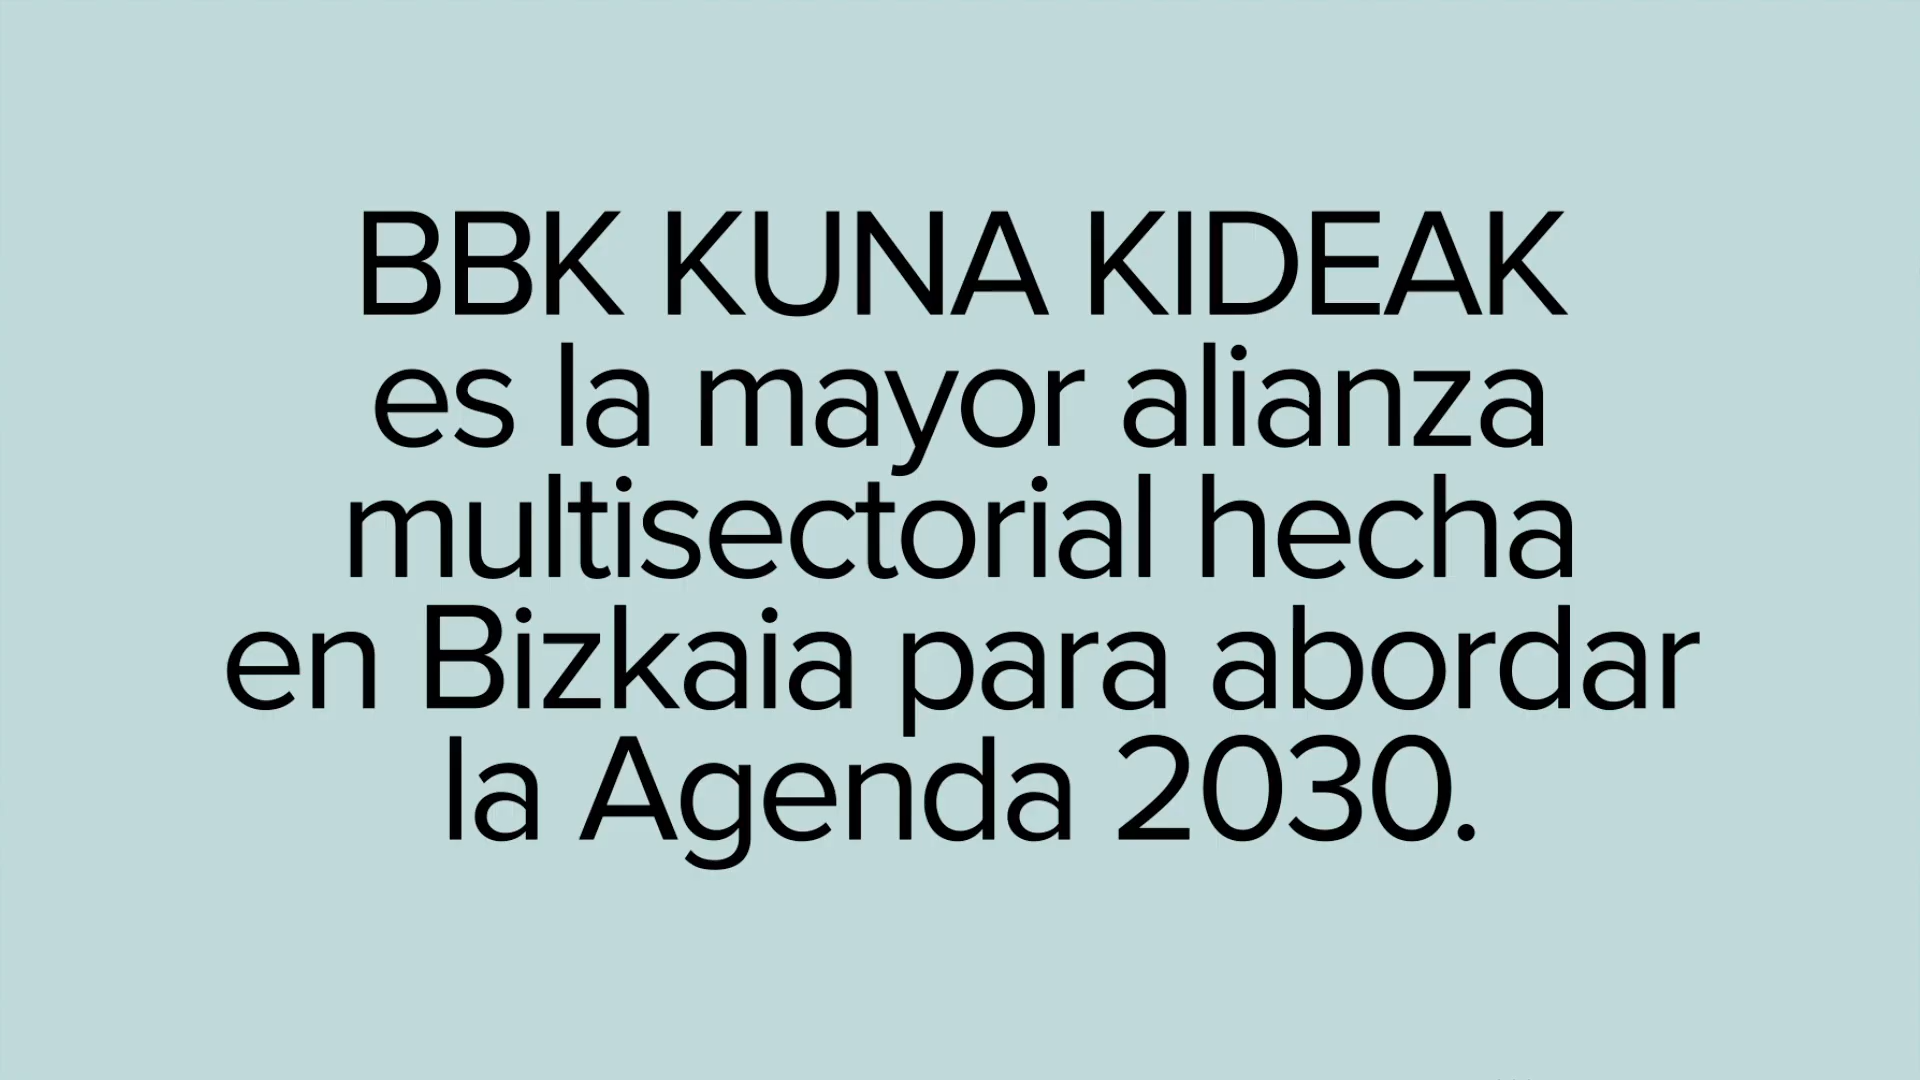 BBK KUNA KIDEAK
es la mayor alianza
multisectorial hecha
en Bizkaia para abordar
la Agenda 2030.